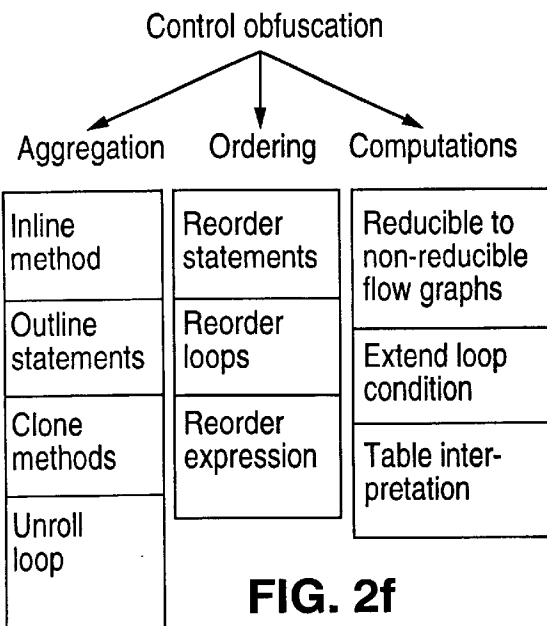 Control obfuscation
Aggregation
Ordering
Computations
Inline
method
Outline
statements
Clone
methods
Unroll
loop
Reorder
statements
Reorder
loops
Reorder
expression
Reducible to
non-reducible
flow graphs
Extend loop
condition
Table inter-
pretation
FIG. 2f